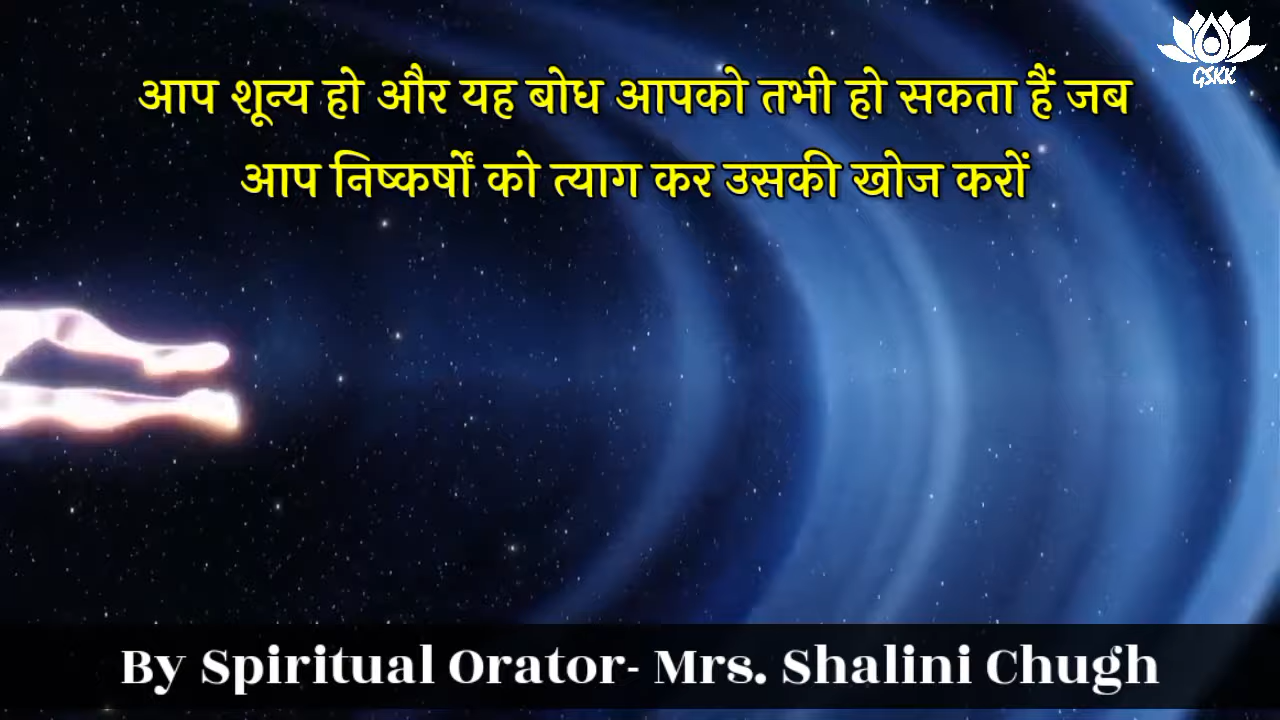 GSKK
आप शून्य हो और यह बोध आपको तभी हो सकता हैं जब
आप निष्कर्षों को त्याग कर उसकी खोज करों
By Spiritual Orator- Mrs. Shalini Chugh